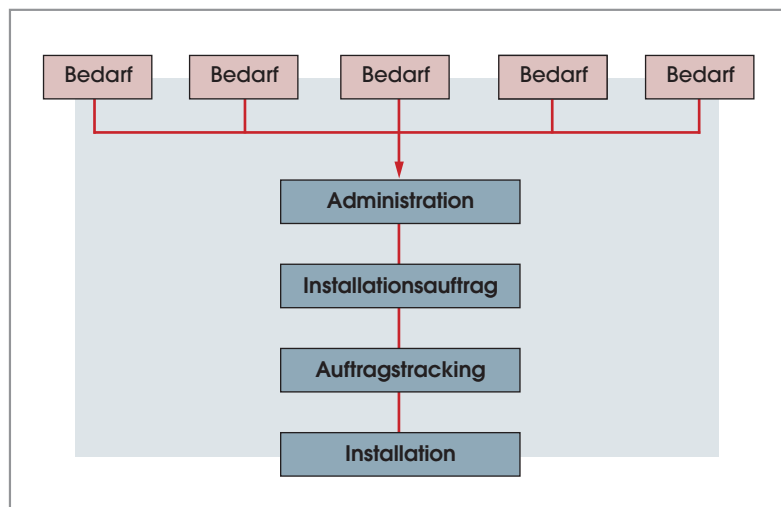 Bedarf
Bedarf
Bedarf
Bedarf
Bedarf
Administration
Installationsauftrag
Auftragstracking
Installation